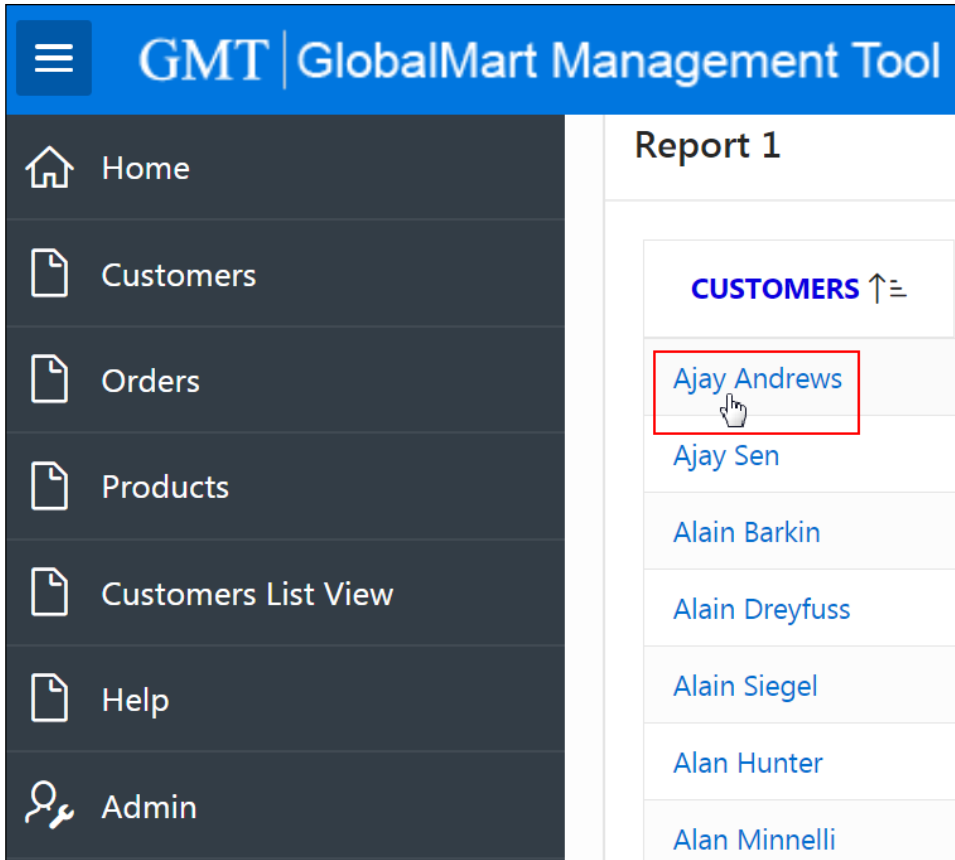 GMT | GlobalMart Management Tool
Home
Customers
Orders
Products
Customers List View
Help
Admin
Report 1
CUSTOMERS
Ajay Andrews
Ajay Sen
Alain Barkin
Alain Dreyfuss
Alain Siegel
Alan Hunter
Alan Minnelli